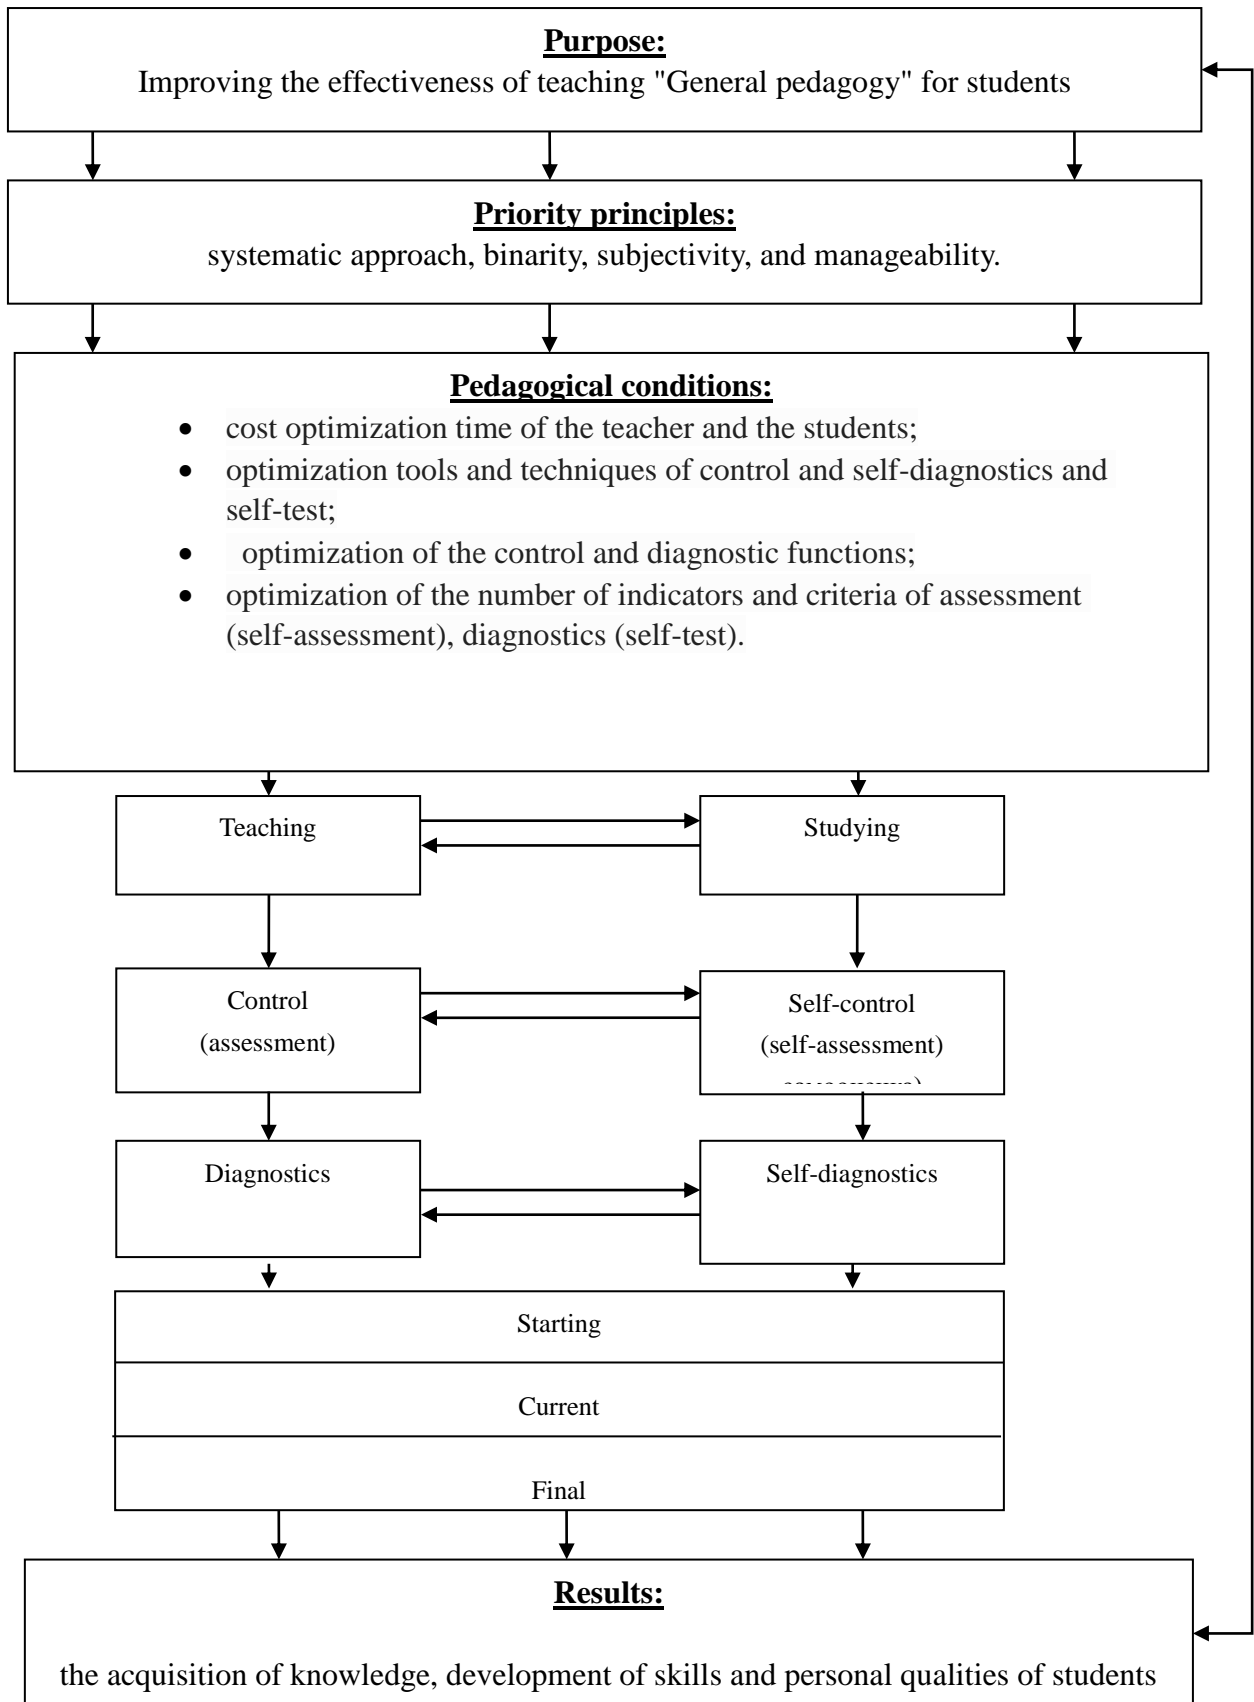 Purpose:
Improving the effectiveness of teaching "General pedagogy" for students
Priority principles:
systematic approach, binarity, subjectivity, and manageability.
Pedagogical conditions:
• cost optimization time of the teacher and the students;
• optimization tools and techniques of control and self-diagnostics and
self-test;
• optimization of the control and diagnostic functions;
• optimization of the number of indicators and criteria of assessment
(self-assessment), diagnostics (self-test).
Teaching
Studying
Control
(assessment)
Self-control
(self-assessment)
Diagnostics
Self-diagnostics
Starting
Current
Final
Results:
the acquisition of knowledge, development of skills and personal qualities of students